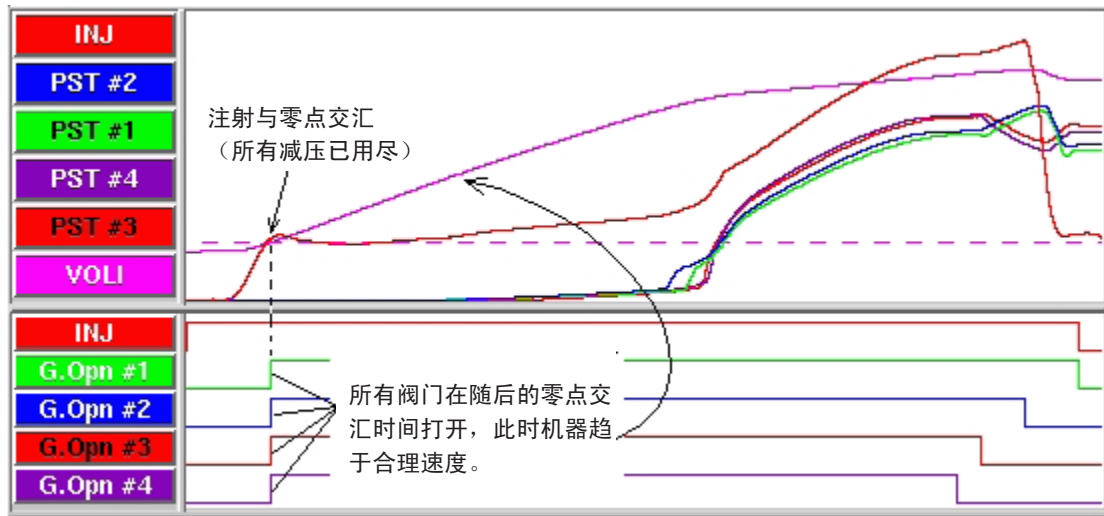 INJ
PST #2
PST #1
PST #4
PST #3
VOLI
注射与零点交汇
（所有减压已用尽）
INJ
G.Opn #1
G.Opn #2
G.Opn #3
G.Opn #4
所有阀门在随后的零点交
汇时间打开，此时机器趋
于合理速度。